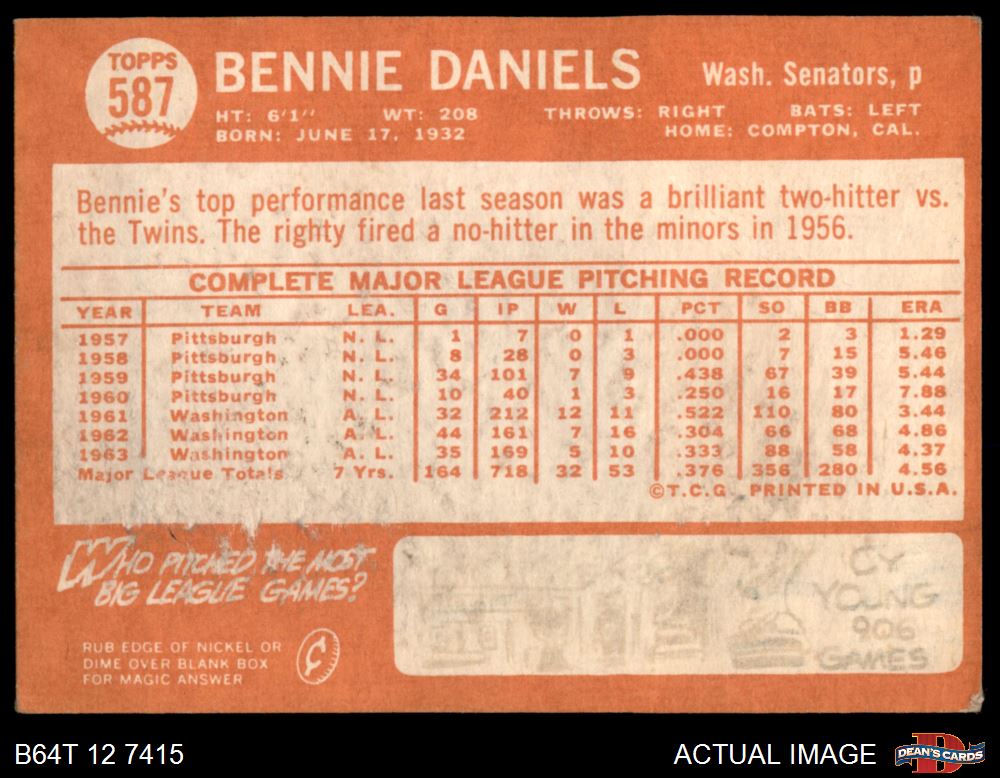 TOPPS
587
BENNIE DANIELS
Wash. Senators, p
HT: 6'1" WT: 208 THROWS: RIGHT BATS: LEFT
BORN: JUNE 17, 1932 HOME: COMPTON, CAL.
Bennie's top performance last season was a brilliant two-hitter vs.
the Twins. The righty fired a no-hitter in the minors in 1956.
COMPLETE MAJOR LEAGUE PITCHING RECORD
YEAR TEAM LEA. G IP W L PCT SO BB ERA
1957 Pittsburgh N. L. 1 7 0 1 .000 2 3 1.29
1958 Pittsburgh N. L. 8 28 0 3 .000 7 15 5.46
1959 Pittsburgh N. L. 34 101 7 9 .438 67 39 5.44
1960 Pittsburgh N. L. 10 40 1 3 .250 16 17 7.88
1961 Washington A. L. 32 212 12 11 .522 110 80 3.44
1962 Washington A. L. 44 161 7 16 .304 66 68 4.86
1963 Washington A. L. 35 169 5 10 .333 88 58 4.37
Major League Totals 7 Yrs. 164 718 32 53 .376 356 280 4.56
©T.C.G. PRINTED IN U.S.A.
WHO PITCHED THE MOST
BIG LEAGUE GAMES?
RUB EDGE OF NICKEL OR
DIME OVER BLANK BOX
FOR MAGIC ANSWER
¢
CY
YOUNG
906
GAMES
B64T 12 7415
ACTUAL IMAGE
DEAN'S CARDS